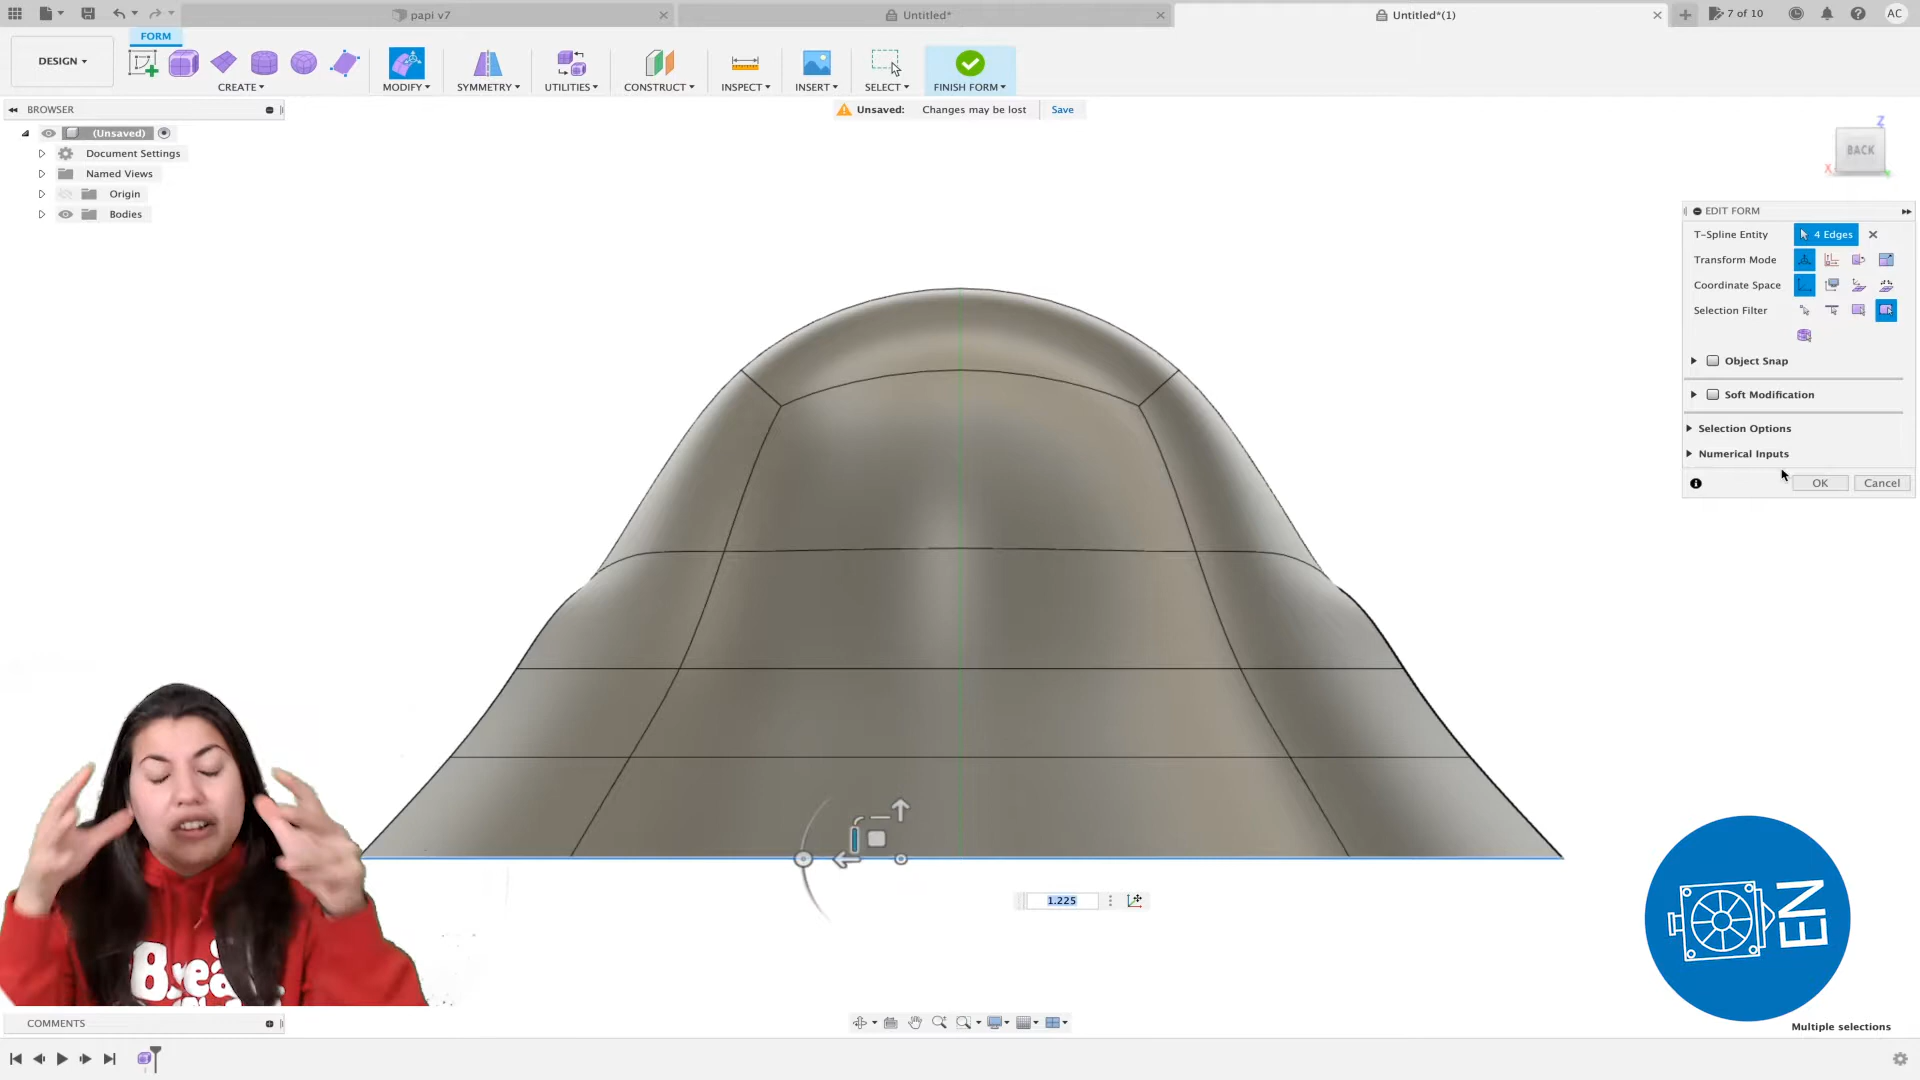 papi v7
Untitled*
Untitled*(1)
7 of 10
AC
FORM
DESIGN
CREATE
MODIFY
SYMMETRY
UTILITIES
CONSTRUCT
INSPECT
INSERT
SELECT
FINISH FORM
BROWSER
Unsaved: Changes may be lost Save
(Unsaved)
Document Settings
Named Views
Origin
Bodies
Z
BACK
X
EDIT FORM
T-Spline Entity 4 Edges
Transform Mode
Coordinate Space
Selection Filter
Object Snap
Soft Modification
Selection Options
Numerical Inputs
OK Cancel
1.225
EN
COMMENTS
Multiple selections